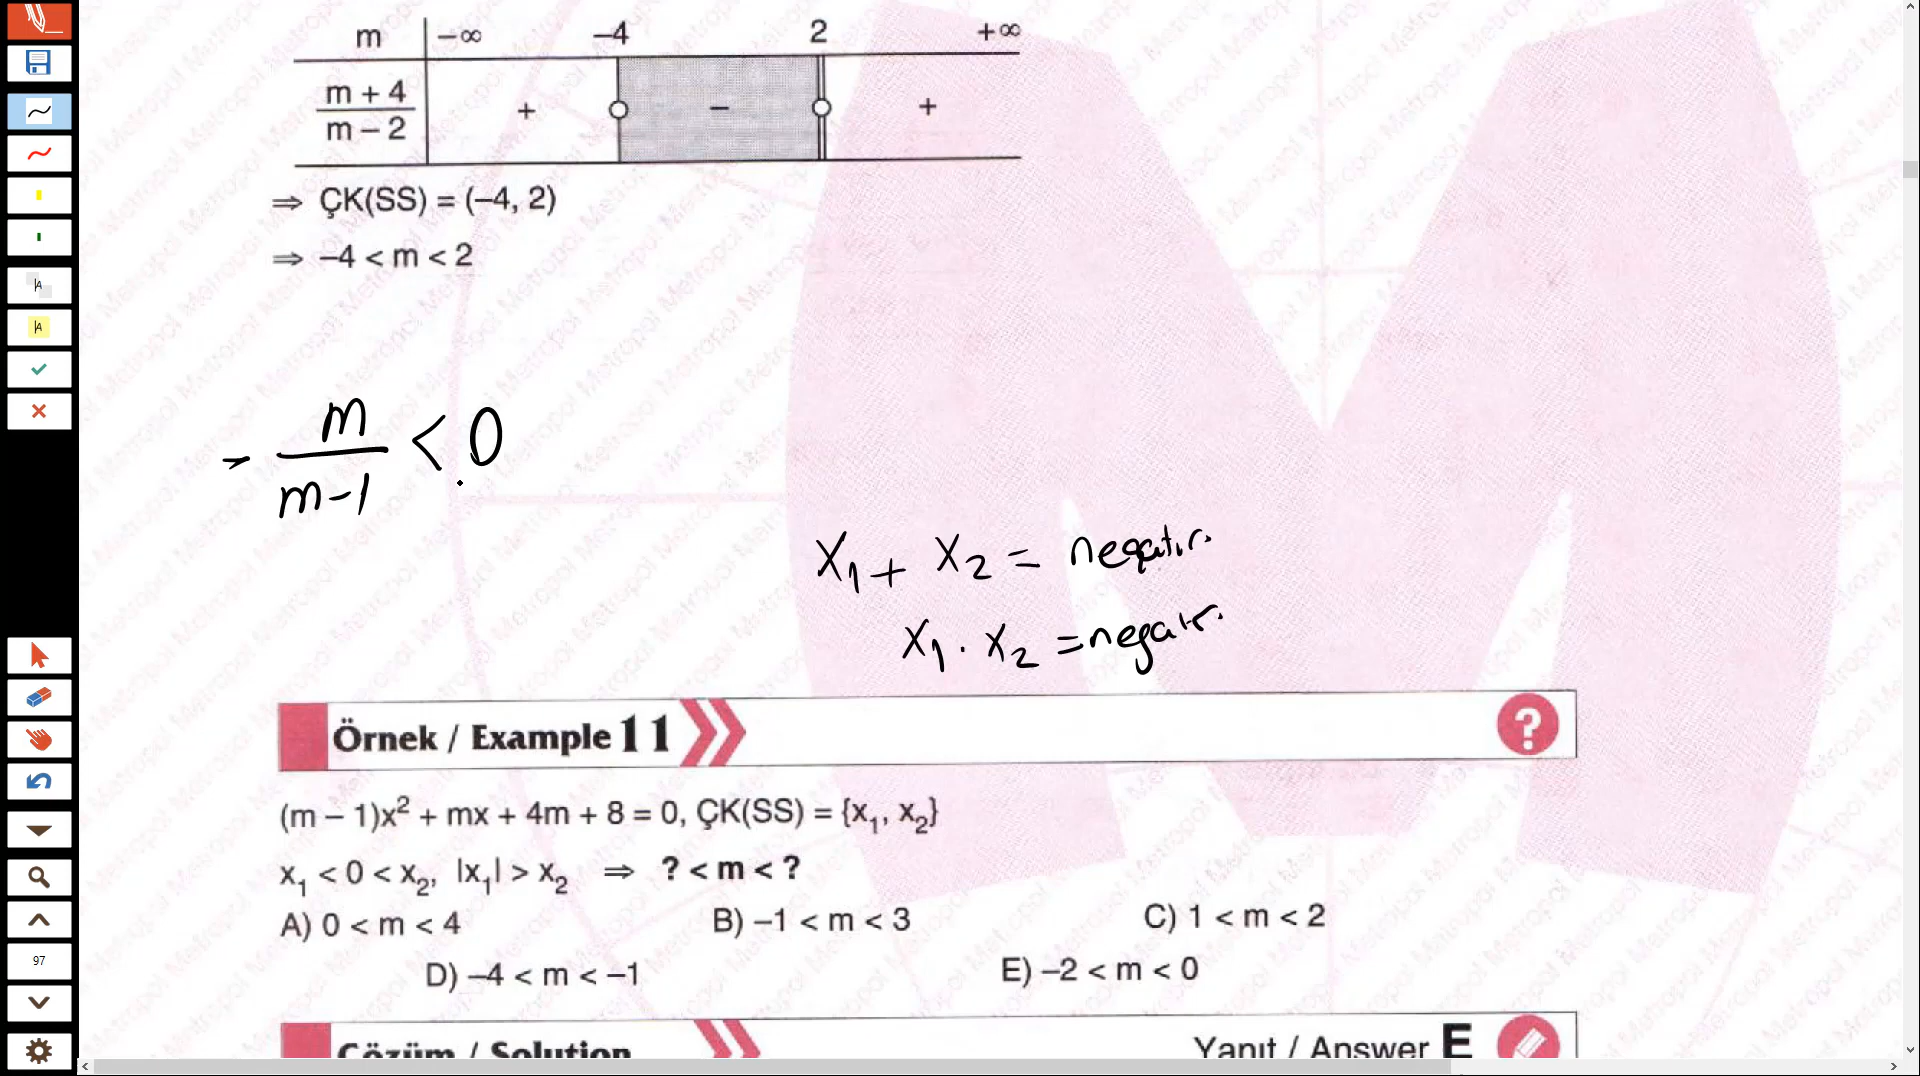 m −∞ −4 2 +∞
m + 4
m − 2
+ − +
⇒ ÇK(SS) = (−4, 2)
⇒ −4 < m < 2
- m/(m-1) < 0
x₁ + x₂ = negatif.
x₁ . x₂ = negatif.
Örnek / Example 11
?
(m − 1)x² + mx + 4m + 8 = 0, ÇK(SS) = {x₁, x₂}
x₁ < 0 < x₂, |x₁| > x₂ ⇒ ? < m < ?
A) 0 < m < 4 B) −1 < m < 3 C) 1 < m < 2
D) −4 < m < −1 E) −2 < m < 0
Çözüm / Solution Yanıt / Answer E
97